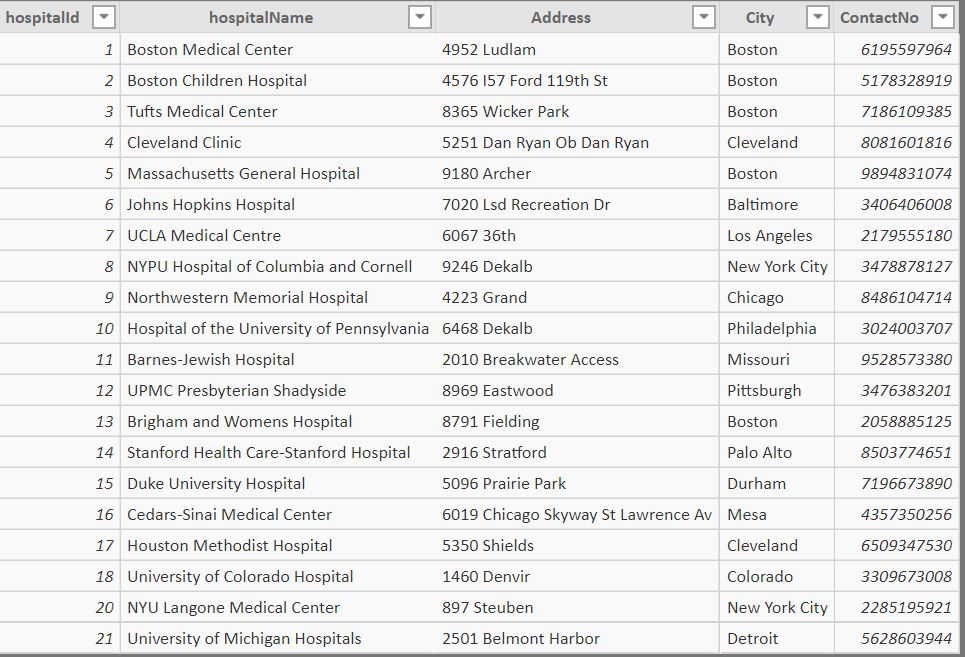 hospitalId hospitalName Address City ContactNo
1 Boston Medical Center 4952 Ludlam Boston 6195597964
2 Boston Children Hospital 4576 I57 Ford 119th St Boston 5178328919
3 Tufts Medical Center 8365 Wicker Park Boston 7186109385
4 Cleveland Clinic 5251 Dan Ryan Ob Dan Ryan Cleveland 8081601816
5 Massachusetts General Hospital 9180 Archer Boston 9894831074
6 Johns Hopkins Hospital 7020 Lsd Recreation Dr Baltimore 3406406008
7 UCLA Medical Centre 6067 36th Los Angeles 2179555180
8 NYPU Hospital of Columbia and Cornell 9246 Dekalb New York City 3478878127
9 Northwestern Memorial Hospital 4223 Grand Chicago 8486104714
10 Hospital of the University of Pennsylvania 6468 Dekalb Philadelphia 3024003707
11 Barnes-Jewish Hospital 2010 Breakwater Access Missouri 9528573380
12 UPMC Presbyterian Shadyside 8969 Eastwood Pittsburgh 3476383201
13 Brigham and Womens Hospital 8791 Fielding Boston 2058885125
14 Stanford Health Care-Stanford Hospital 2916 Stratford Palo Alto 8503774651
15 Duke University Hospital 5096 Prairie Park Durham 7196673890
16 Cedars-Sinai Medical Center 6019 Chicago Skyway St Lawrence Av Mesa 4357350256
17 Houston Methodist Hospital 5350 Shields Cleveland 6509347530
18 University of Colorado Hospital 1460 Denvir Colorado 3309673008
20 NYU Langone Medical Center 897 Steuben New York City 2285195921
21 University of Michigan Hospitals 2501 Belmont Harbor Detroit 5628603944